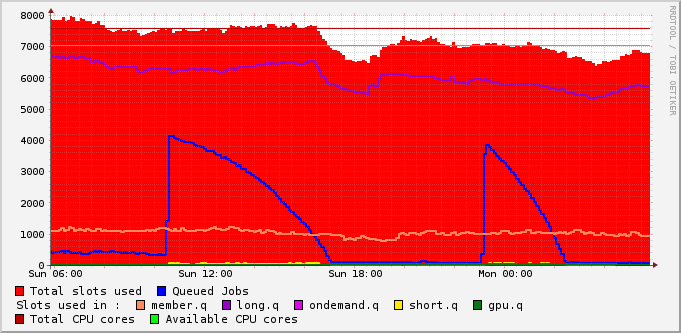 8000
7000
6000
5000
4000
3000
2000
1000
0
Sun 06:00 Sun 12:00 Sun 18:00 Mon 00:00
Total slots used Queued Jobs
Slots used in : member.q long.q ondemand.q short.q gpu.q
Total CPU cores Available CPU cores
RRDTOOL / TOBI OETIKER